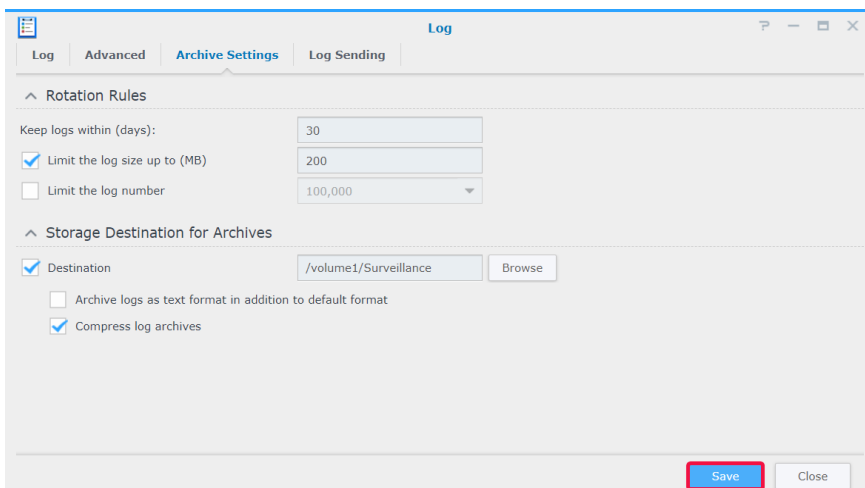 Log
Log Advanced Archive Settings Log Sending
Rotation Rules
Keep logs within (days): 30
Limit the log size up to (MB) 200
Limit the log number 100,000
Storage Destination for Archives
Destination /volume1/Surveillance Browse
Archive logs as text format in addition to default format
Compress log archives
Save Close